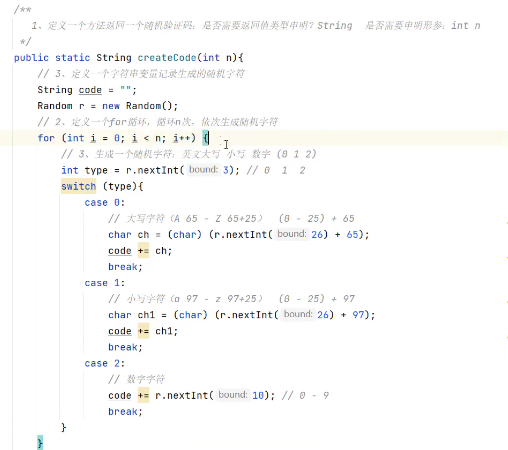 /**
1、定义一个方法返回一个随机验证码：是否需要返回值类型申明？String 是否需要申明形参：int n
*/
public static String createCode(int n){
// 3、定义一个字符串变量记录生成的随机字符
String code = "";
Random r = new Random();
// 2、定义一个for循环，循环n次，依次生成随机字符
for (int i = 0; i < n; i++) {
// 3、生成一个随机字符：英文大写 小写 数字 (0 1 2)
int type = r.nextInt( bound: 3); // 0 1 2
switch (type){
case 0:
// 大写字符（A 65 - Z 65+25） (0 - 25) + 65
char ch = (char) (r.nextInt( bound: 26) + 65);
code += ch;
break;
case 1:
// 小写字符（a 97 - z 97+25） (0 - 25) + 97
char ch1 = (char) (r.nextInt( bound: 26) + 97);
code += ch1;
break;
case 2:
// 数字字符
code += r.nextInt( bound: 10); // 0 - 9
break;
}
}